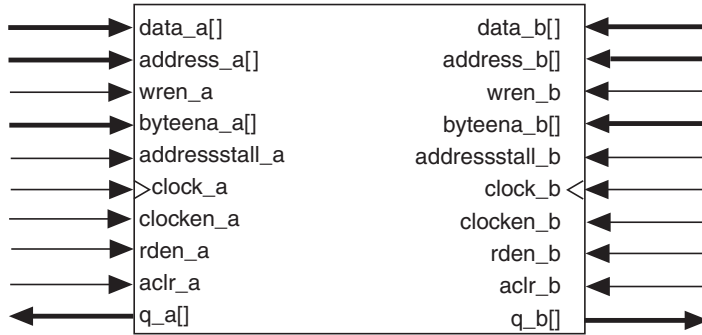 data_a[] data_b[]
address_a[] address_b[]
wren_a wren_b
byteena_a[] byteena_b[]
addressstall_a addressstall_b
clock_a clock_b
clocken_a clocken_b
rden_a rden_b
aclr_a aclr_b
q_a[] q_b[]